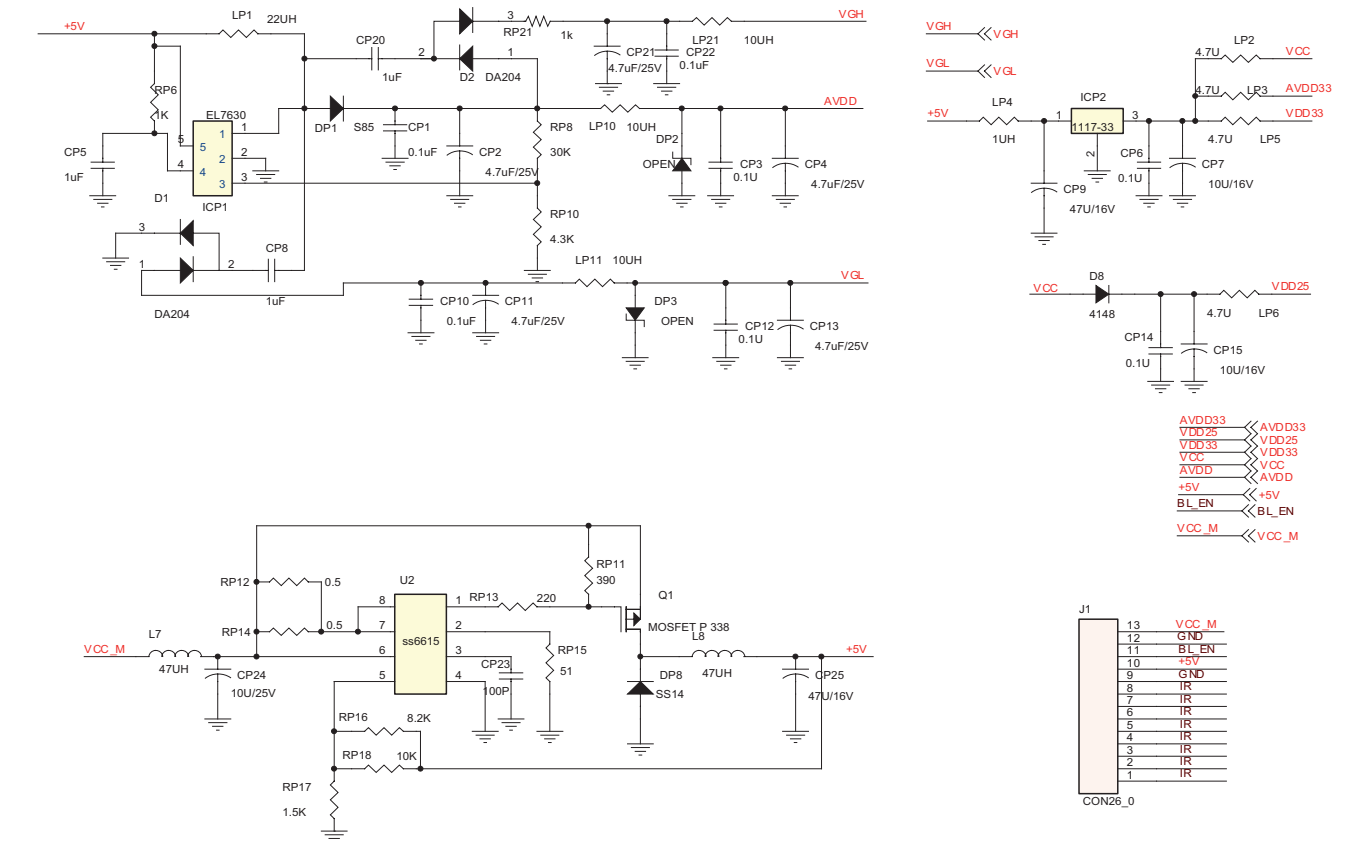 +5V
LP1
22UH
CP20
1uF
2
3
RP21
1k
D2
1
DA204
CP21
4.7uF/25V
CP22
0.1uF
LP21
10UH
VGH
RP6
1K
EL7630
5
4
5
4
1
2
3
1
2
3
ICP1
CP5
1uF
D1
DP1
S85
CP1
0.1uF
CP2
4.7uF/25V
RP8
30K
RP10
4.3K
LP10
10UH
AVDD
DP2
OPEN
CP3
0.1U
CP4
4.7uF/25V
3
1
2
DA204
CP8
1uF
CP10
0.1uF
CP11
4.7uF/25V
LP11
10UH
VGL
DP3
OPEN
CP12
0.1U
CP13
4.7uF/25V
VGH
VGH
VGL
VGL
+5V
LP4
1UH
ICP2
1
1117-33
3
2
CP9
47U/16V
CP6
0.1U
CP7
10U/16V
LP2
4.7U
VCC
4.7U
LP3
AVDD33
4.7U
LP5
VDD33
VCC
D8
4148
CP14
0.1U
CP15
10U/16V
4.7U
LP6
VDD25
AVDD33
AVDD33
VDD25
VDD25
VDD33
VDD33
VCC
VCC
AVDD
AVDD
+5V
+5V
BL_EN
BL_EN
VCC_M
VCC_M
VCC_M
L7
47UH
CP24
10U/25V
RP12
0.5
RP14
0.5
U2
ss6615
8
7
6
5
1
2
3
4
RP13
220
RP11
390
Q1
MOSFET P 338
RP15
51
CP23
100P
DP8
SS14
L8
47UH
CP25
47U/16V
+5V
RP16
8.2K
RP18
10K
RP17
1.5K
J1
13 VCC_M
12 GND
11 BL_EN
10 +5V
9 GND
8 IR
7 IR
6 IR
5 IR
4 IR
3 IR
2 IR
1 IR
CON26_0